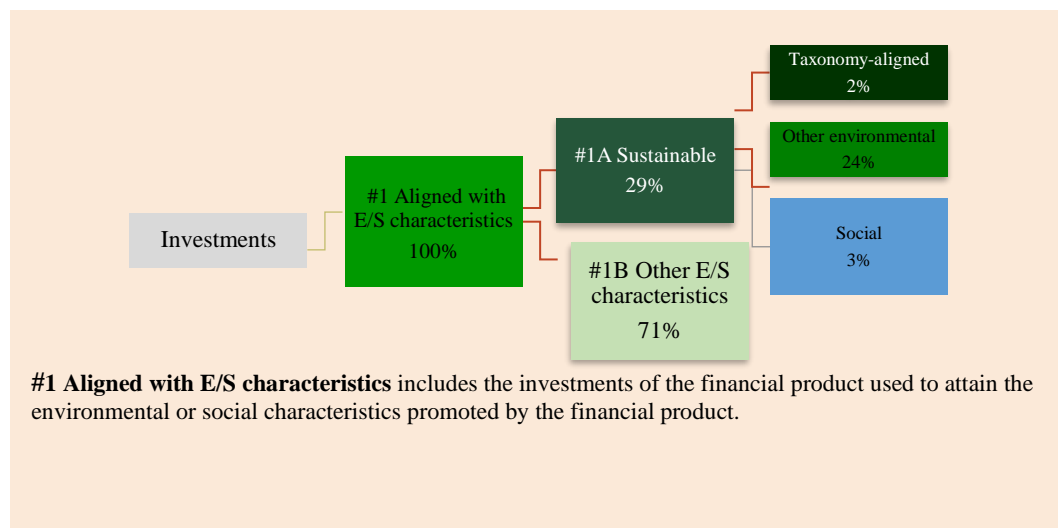 Investments
#1 Aligned with
E/S characteristics
100%
#1A Sustainable
29%
#1B Other E/S
characteristics
71%
Taxonomy-aligned
2%
Other environmental
24%
Social
3%
#1 Aligned with E/S characteristics includes the investments of the financial product used to attain the
environmental or social characteristics promoted by the financial product.